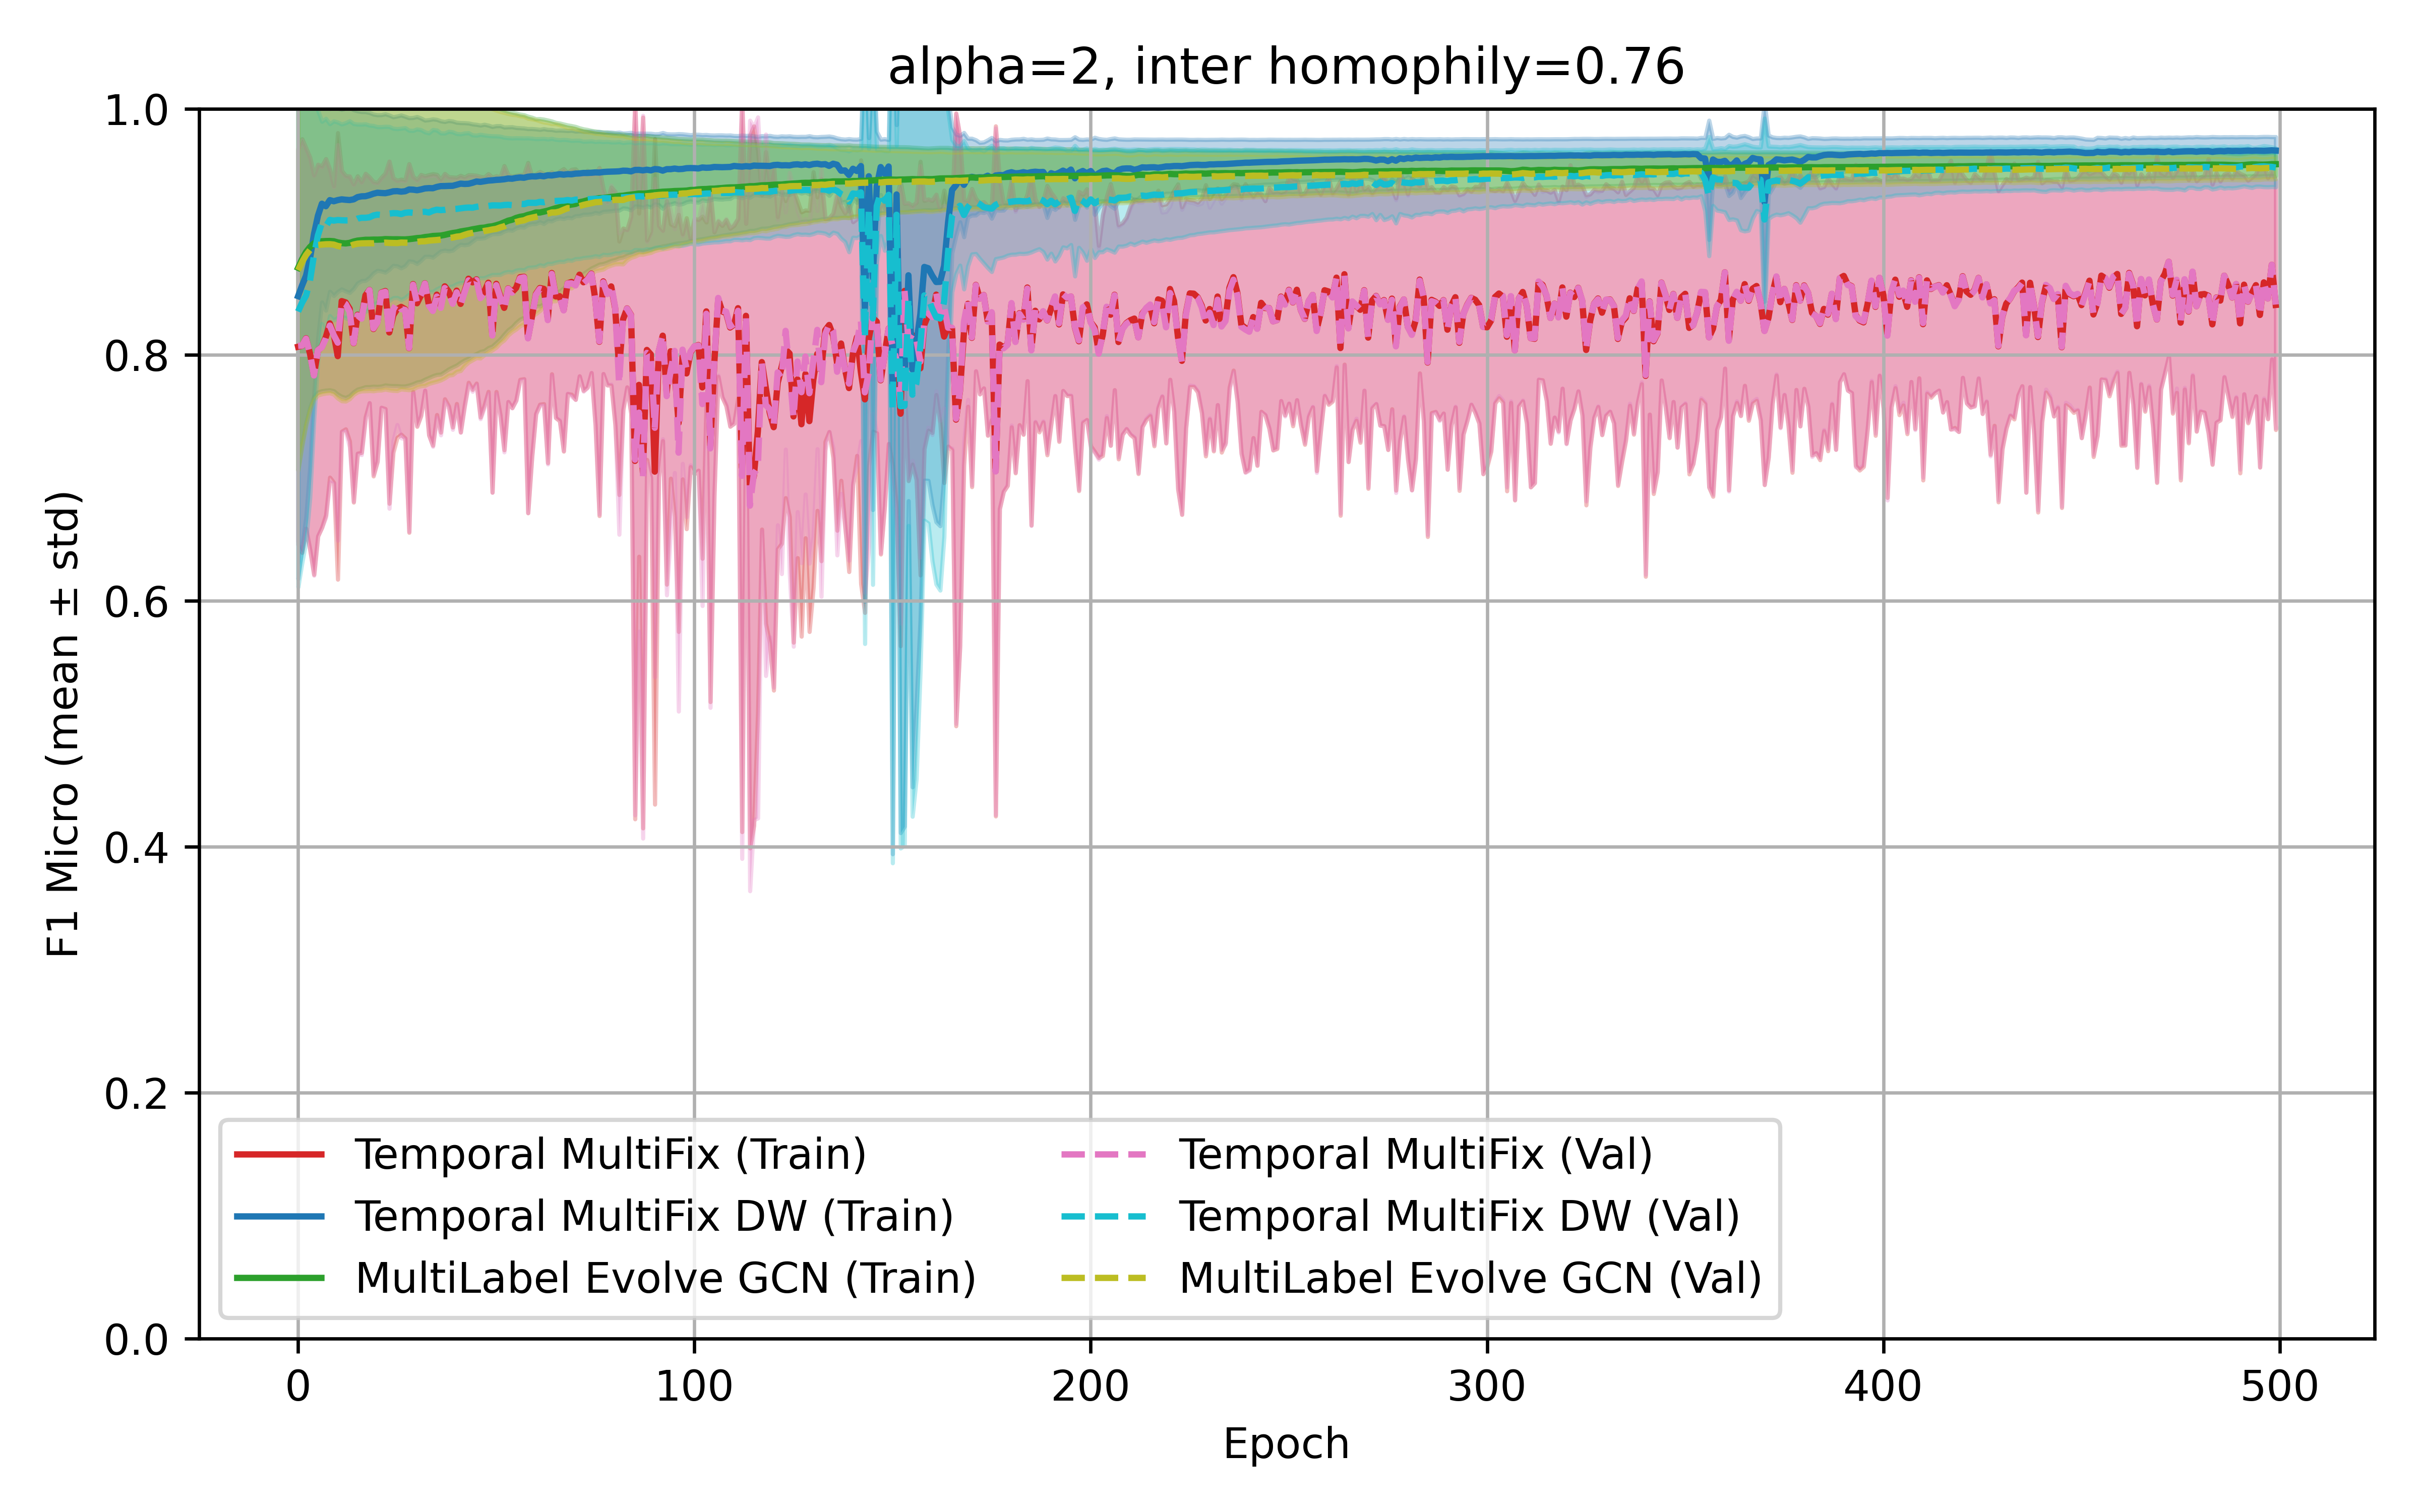 alpha=2, inter homophily=0.76
1.0
0.8
0.6
0.4
0.2
0.0
F1 Micro (mean ± std)
Temporal MultiFix (Train)
Temporal MultiFix DW (Train)
MultiLabel Evolve GCN (Train)
Temporal MultiFix (Val)
Temporal MultiFix DW (Val)
MultiLabel Evolve GCN (Val)
0 100 200 300 400 500
Epoch